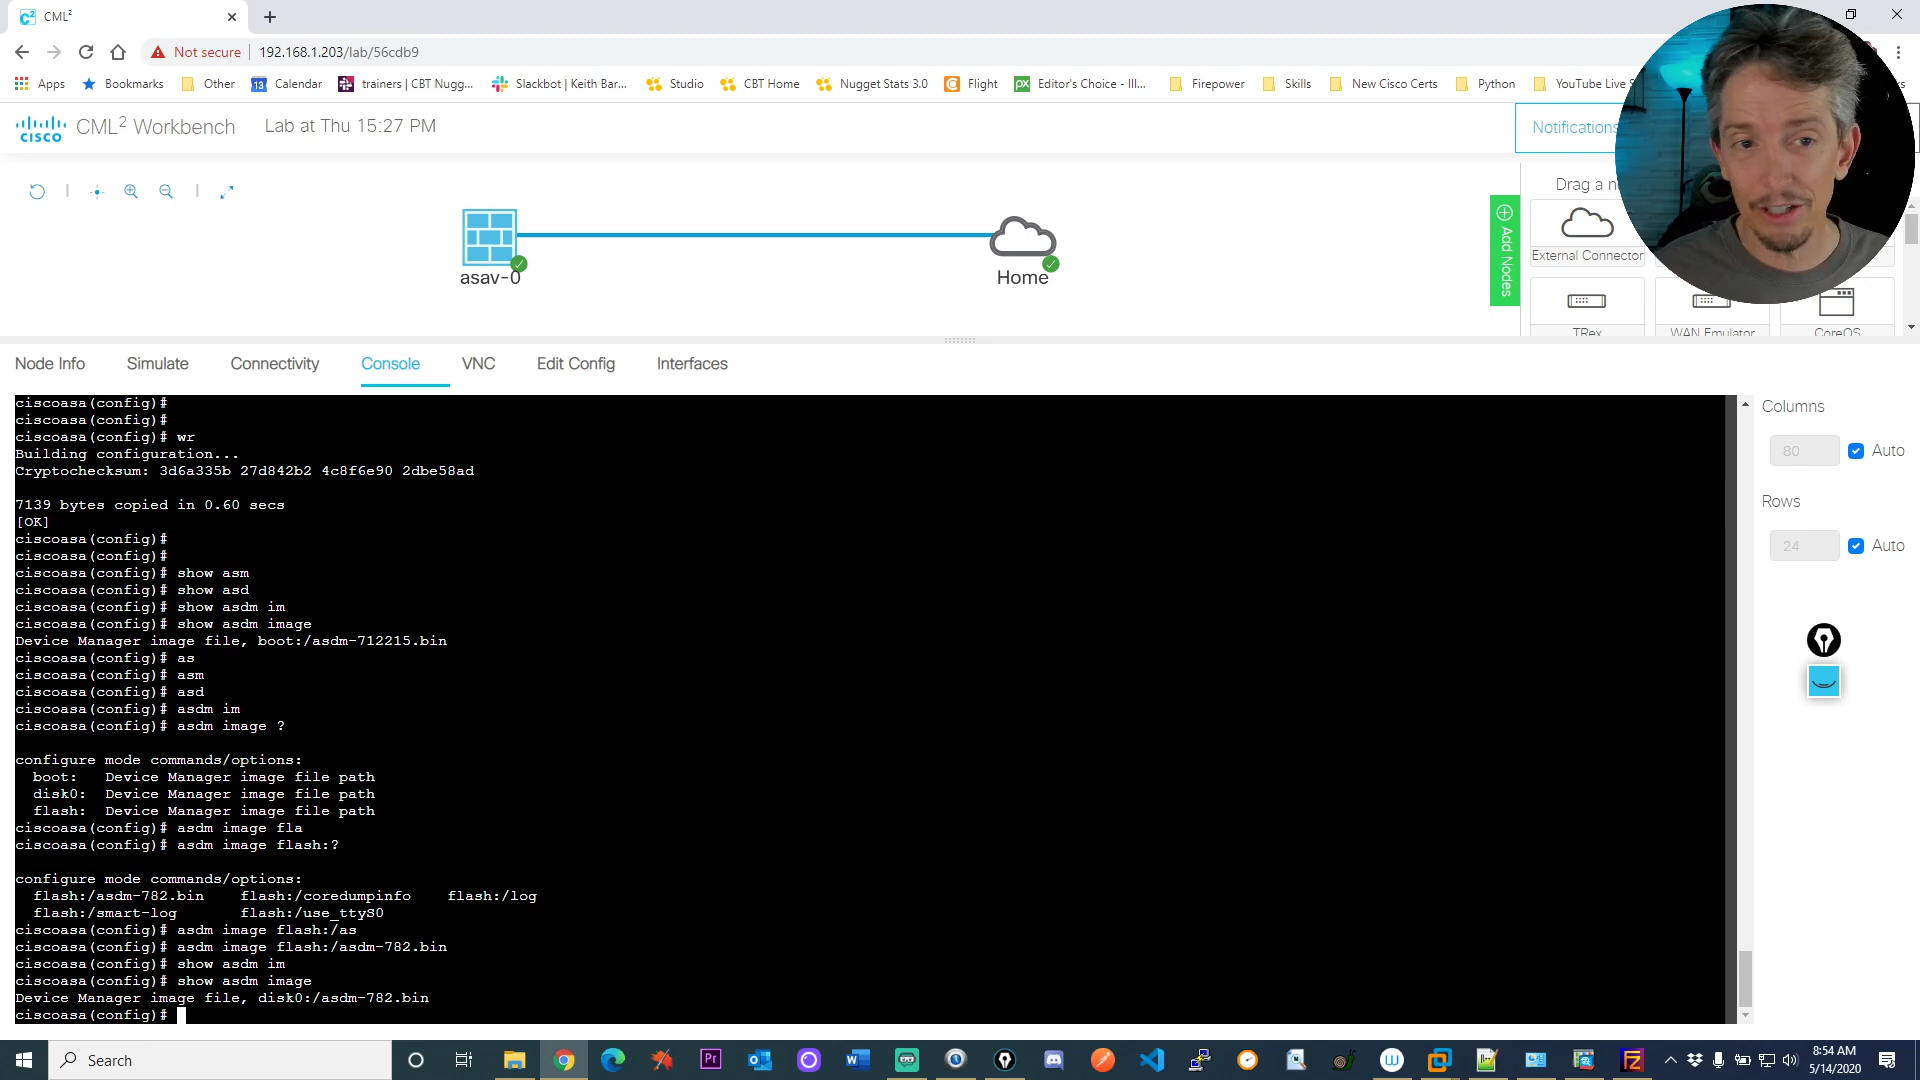 CML²
Not secure
192.168.1.203/lab/56cdb9
Apps
Bookmarks
Other
13
Calendar
trainers | CBT Nugg...
Slackbot | Keith Bar...
Studio
CBT Home
Nugget Stats 3.0
Flight
PX
Editor's Choice - Ill...
Firepower
Skills
New Cisco Certs
Python
YouTube Live S
CISCO
CML² Workbench
Lab at Thu 15:27 PM
Notifications
asav-0
Home
Add Nodes
Drag a n
External Connector
TRex
WAN Emulator
CoreOS
Node Info
Simulate
Connectivity
Console
VNC
Edit Config
Interfaces
ciscoasa(config)#
ciscoasa(config)#
ciscoasa(config)# wr
Building configuration...
Cryptochecksum: 3d6a335b 27d842b2 4c8f6e90 2dbe58ad
7139 bytes copied in 0.60 secs
[OK]
ciscoasa(config)#
ciscoasa(config)#
ciscoasa(config)# show asm
ciscoasa(config)# show asd
ciscoasa(config)# show asdm im
ciscoasa(config)# show asdm image
Device Manager image file, boot:/asdm-712215.bin
ciscoasa(config)# as
ciscoasa(config)# asm
ciscoasa(config)# asd
ciscoasa(config)# asdm im
ciscoasa(config)# asdm image ?
configure mode commands/options:
boot:   Device Manager image file path
disk0:  Device Manager image file path
flash:  Device Manager image file path
ciscoasa(config)# asdm image fla
ciscoasa(config)# asdm image flash:?
configure mode commands/options:
flash:/asdm-782.bin    flash:/coredumpinfo    flash:/log
flash:/smart-log       flash:/use_ttyS0
ciscoasa(config)# asdm image flash:/as
ciscoasa(config)# asdm image flash:/asdm-782.bin
ciscoasa(config)# show asdm im
ciscoasa(config)# show asdm image
Device Manager image file, disk0:/asdm-782.bin
ciscoasa(config)#
Columns
80
Auto
Rows
24
Auto
Search
Pr
8:54 AM
5/14/2020